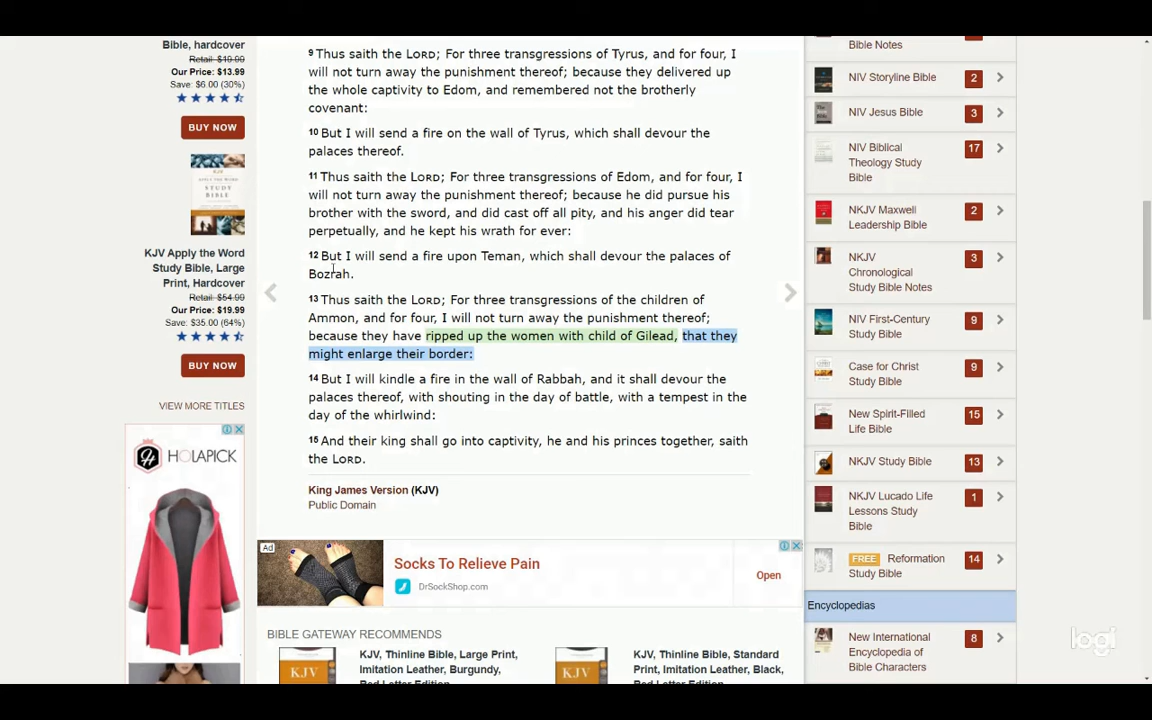 Bible, hardcover
Retail: $19.99
Our Price: $13.99
Save: $6.00 (30%)
BUY NOW
KJV
APPLY THE WORD
STUDY
BIBLE
KJV Apply the Word
Study Bible, Large
Print, Hardcover
Retail: $54.99
Our Price: $19.99
Save: $35.00 (64%)
BUY NOW
VIEW MORE TITLES
HOLAPICK
9 Thus saith the LORD; For three transgressions of Tyrus, and for four, I
will not turn away the punishment thereof; because they delivered up
the whole captivity to Edom, and remembered not the brotherly
covenant:
10 But I will send a fire on the wall of Tyrus, which shall devour the
palaces thereof.
11 Thus saith the LORD; For three transgressions of Edom, and for four, I
will not turn away the punishment thereof; because he did pursue his
brother with the sword, and did cast off all pity, and his anger did tear
perpetually, and he kept his wrath for ever:
12 But I will send a fire upon Teman, which shall devour the palaces of
Bozrah.
13 Thus saith the LORD; For three transgressions of the children of
Ammon, and for four, I will not turn away the punishment thereof;
because they have ripped up the women with child of Gilead, that they
might enlarge their border:
14 But I will kindle a fire in the wall of Rabbah, and it shall devour the
palaces thereof, with shouting in the day of battle, with a tempest in the
day of the whirlwind:
15 And their king shall go into captivity, he and his princes together, saith
the LORD.
King James Version (KJV)
Public Domain
Ad
Socks To Relieve Pain
DrSockShop.com
Open
BIBLE GATEWAY RECOMMENDS
KJV
KJV, Thinline Bible, Large Print,
Imitation Leather, Burgundy,
Red Letter Edition
KJV
KJV, Thinline Bible, Standard
Print, Imitation Leather, Black,
Red Letter Edition
Bible Notes
NIV Storyline Bible 2
NIV Jesus Bible 3
NIV Biblical 17
Theology Study
Bible
NKJV Maxwell 2
Leadership Bible
NKJV 3
Chronological
Study Bible Notes
NIV First-Century 9
Study Bible
Case for Christ 9
Study Bible
New Spirit-Filled 15
Life Bible
NKJV Study Bible 13
NKJV Lucado Life 1
Lessons Study
Bible
FREE Reformation 14
Study Bible
Encyclopedias
New International 8
Encyclopedia of
Bible Characters
logi